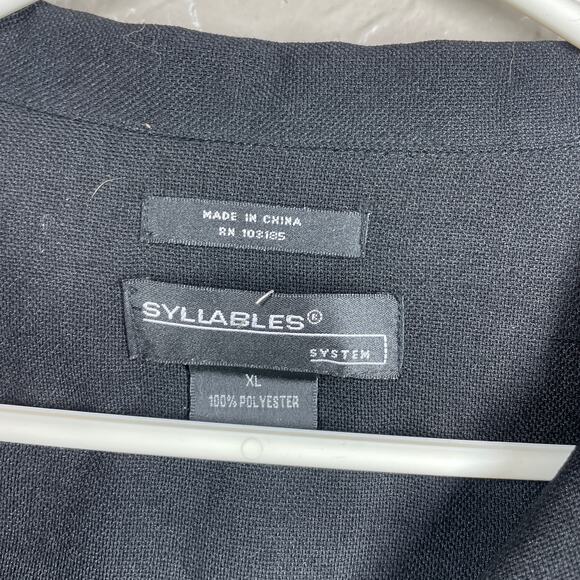 MADE IN CHINA
RN 103185
SYLLABLES®
SYSTEM
XL
100% POLYESTER